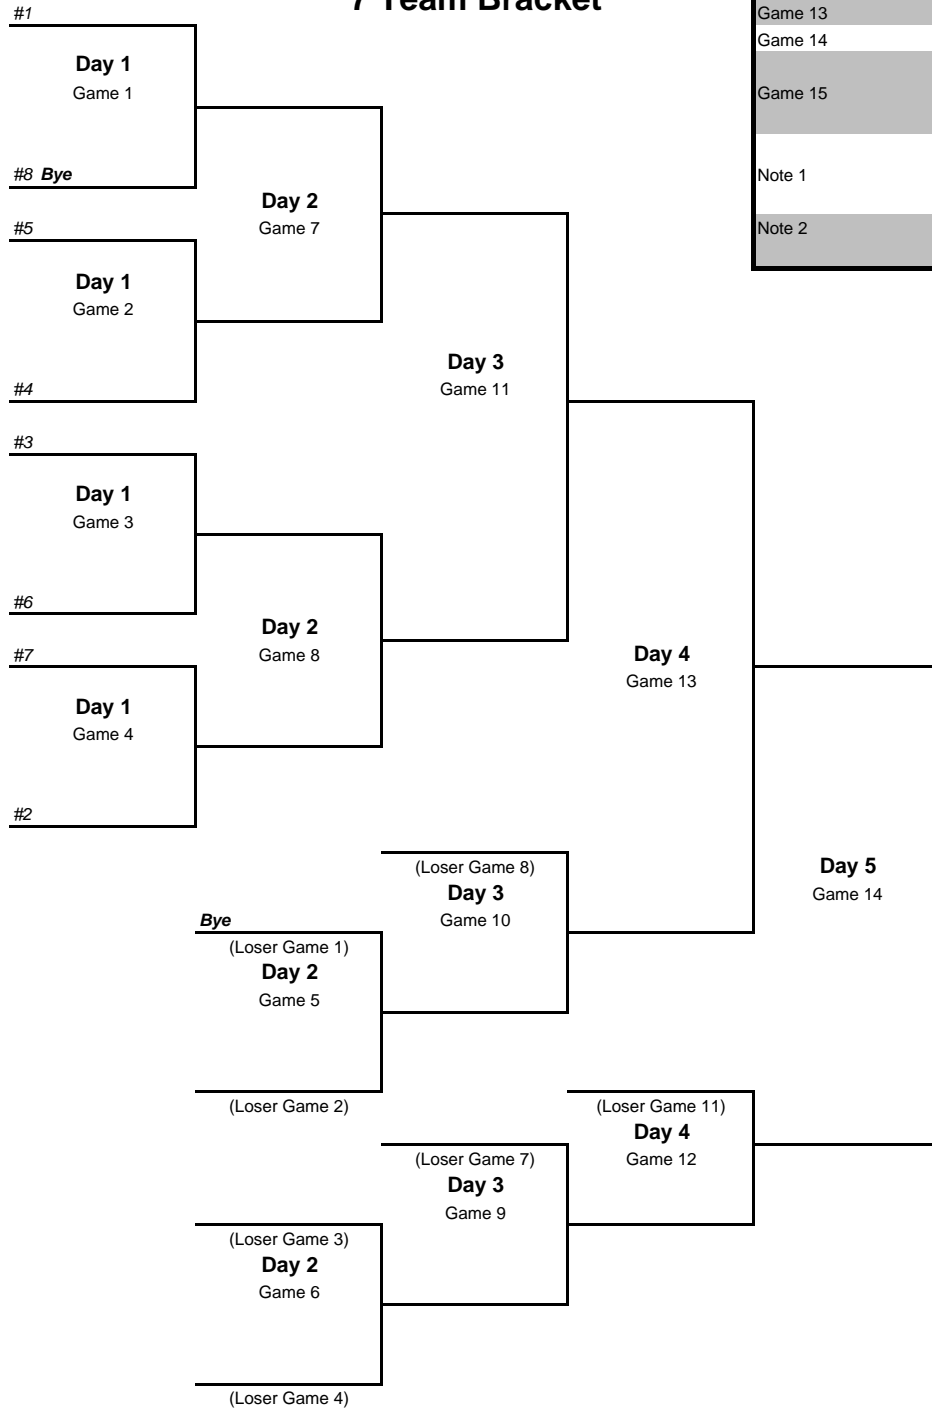 7 Team Bracket
#1
Game 13
Game 14
Day 1
Game 1
Game 15
#8 Bye
Note 1
Day 2
Game 7
#5
Note 2
Day 1
Game 2
Day 3
Game 11
#4
#3
Day 1
Game 3
#6
Day 2
Game 8
#7
Day 4
Game 13
Day 1
Game 4
#2
(Loser Game 8)
Day 3
Game 10
Day 5
Game 14
Bye
(Loser Game 1)
Day 2
Game 5
(Loser Game 2)
(Loser Game 11)
Day 4
Game 12
(Loser Game 7)
Day 3
Game 9
(Loser Game 3)
Day 2
Game 6
(Loser Game 4)